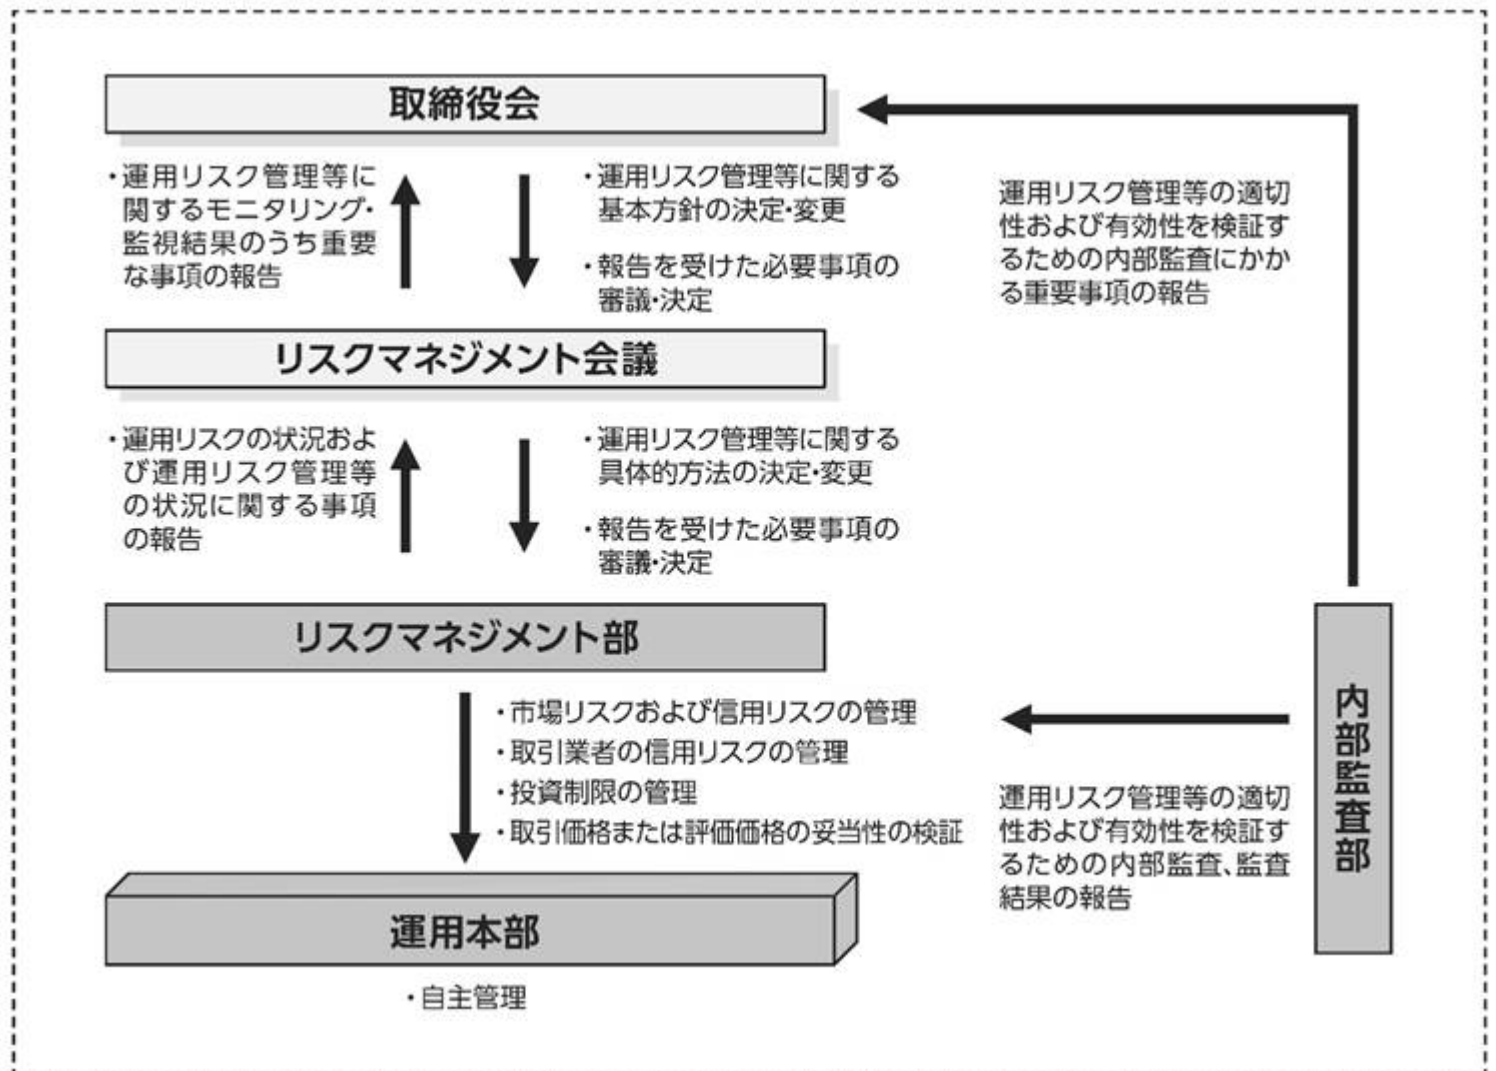 取締役会
・運用リスク管理等に
関するモニタリング・
監視結果のうち重要
な事項の報告
・運用リスク管理等に関する
基本方針の決定・変更
・報告を受けた必要事項の
審議・決定
運用リスク管理等の適切
性および有効性を検証す
るための内部監査にかか
る重要事項の報告
リスクマネジメント会議
・運用リスクの状況およ
び運用リスク管理等
の状況に関する事項
の報告
・運用リスク管理等に関する
具体的方法の決定・変更
・報告を受けた必要事項の
審議・決定
リスクマネジメント部
・市場リスクおよび信用リスクの管理
・取引業者の信用リスクの管理
・投資制限の管理
・取引価格または評価価格の妥当性の検証
運用リスク管理等の適切
性および有効性を検証す
るための内部監査、監査
結果の報告
内部監査部
運用本部
・自主管理